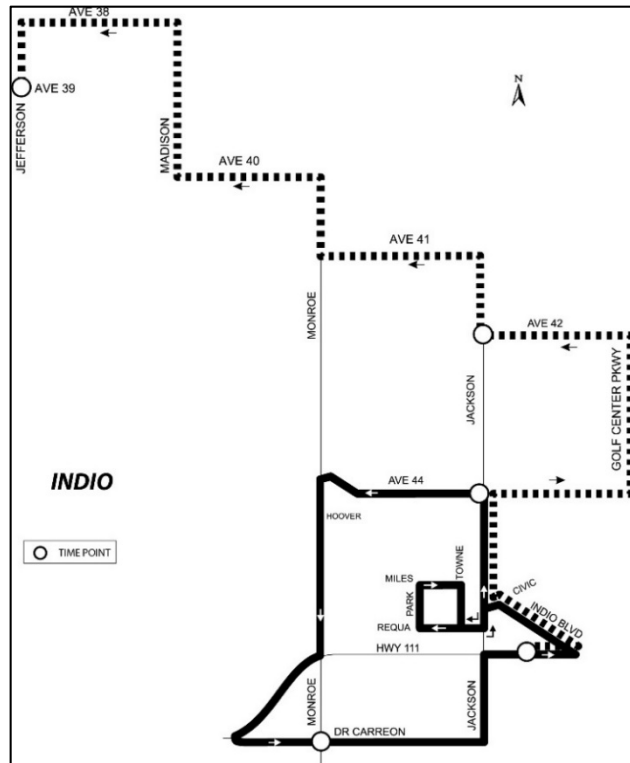 AVE 38
AVE 39
JEFFERSON
MADISON
N
AVE 40
AVE 41
MONROE
AVE 42
JACKSON
GOLF CENTER PKWY
INDIO
AVE 44
HOOVER
TIME POINT
MILES
TOWNE
PARK
CIVIC
INDIO BLVD
REQUA
HWY 111
MONROE
DR CARREON
JACKSON